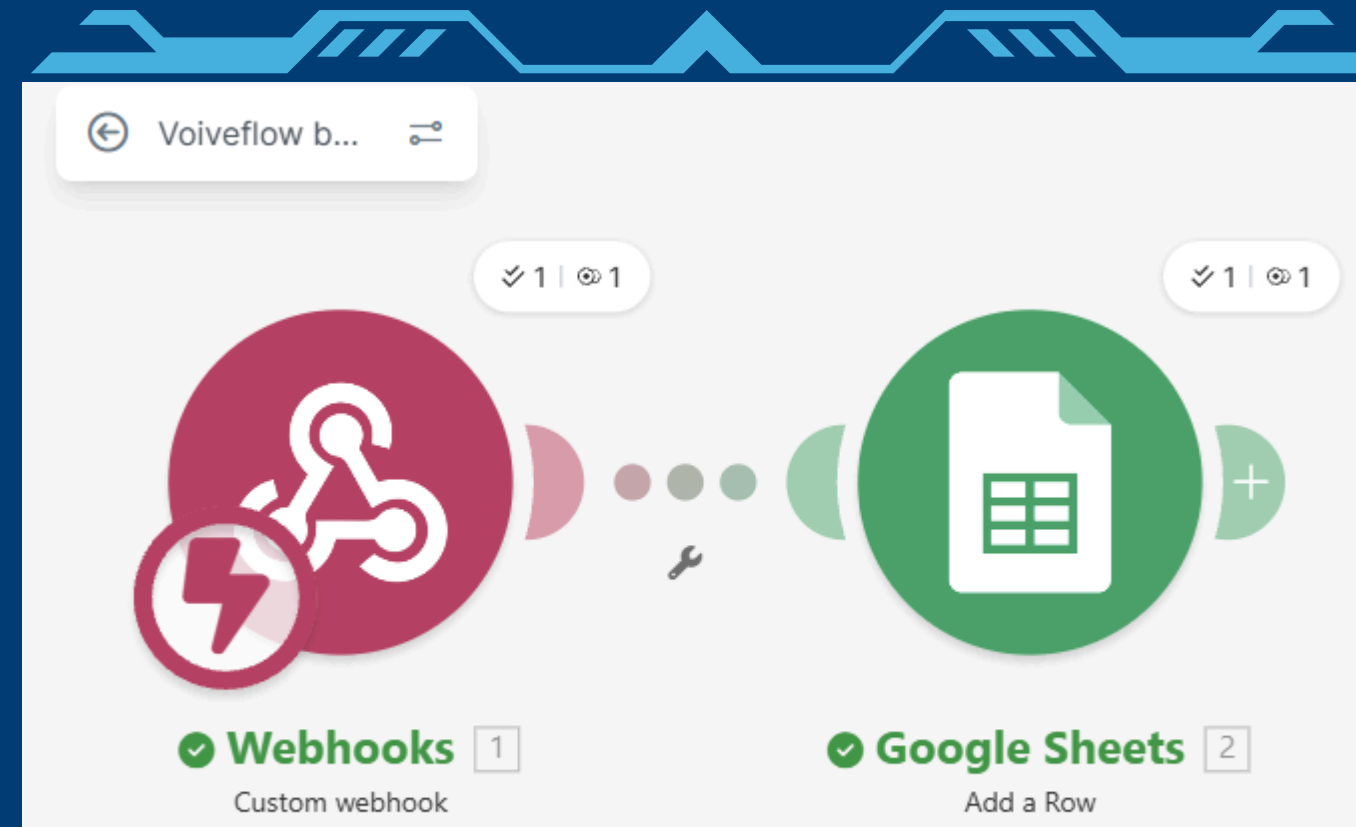 Voiveflow b...
1 | 1
1 | 1
Webhooks 1
Custom webhook
Google Sheets 2
Add a Row